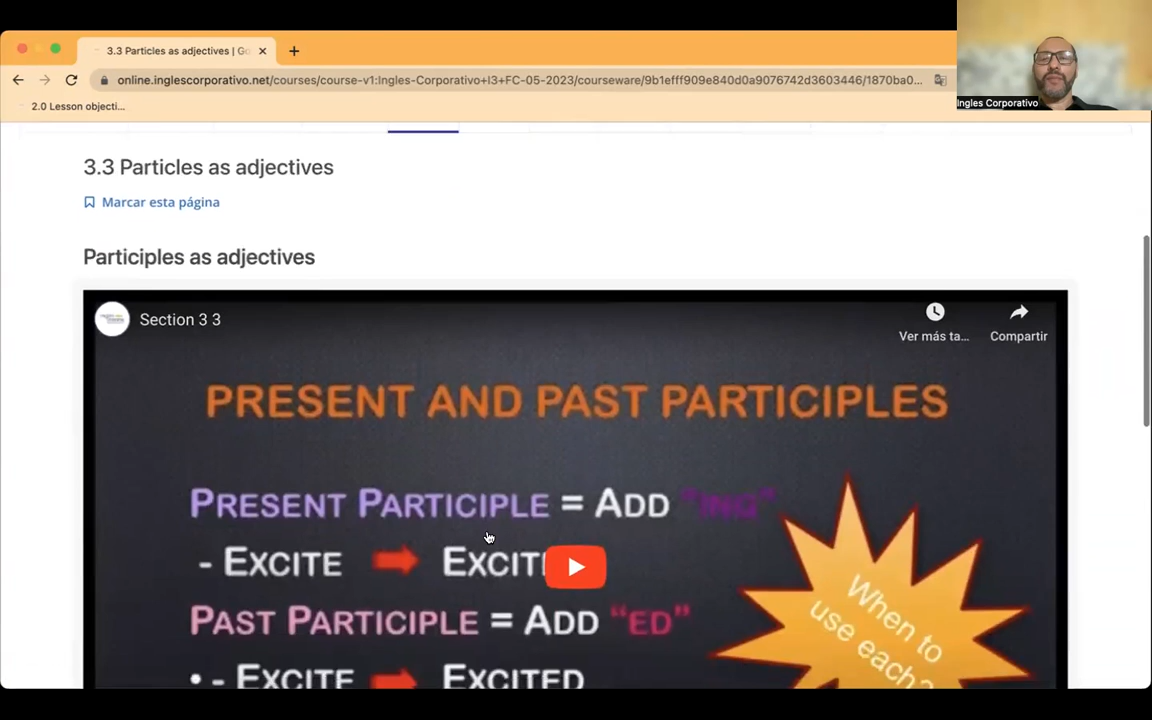 3.3 Particles as adjectives | Go
online.inglescorporativo.net/courses/course-v1:Ingles-Corporativo+I3+FC-05-2023/courseware/9b1efff909e840d0a9076742d3603446/1870ba0...
Ingles Corporativo
2.0 Lesson objecti...
3.3 Particles as adjectives
Marcar esta página
Participles as adjectives
Section 3 3
Ver más ta...
Compartir
PRESENT AND PAST PARTICIPLES
PRESENT PARTICIPLE = ADD "ING"
- EXCITE EXCITI
PAST PARTICIPLE = ADD "ED"
When to
use each?
• - EXCITE EXCITED